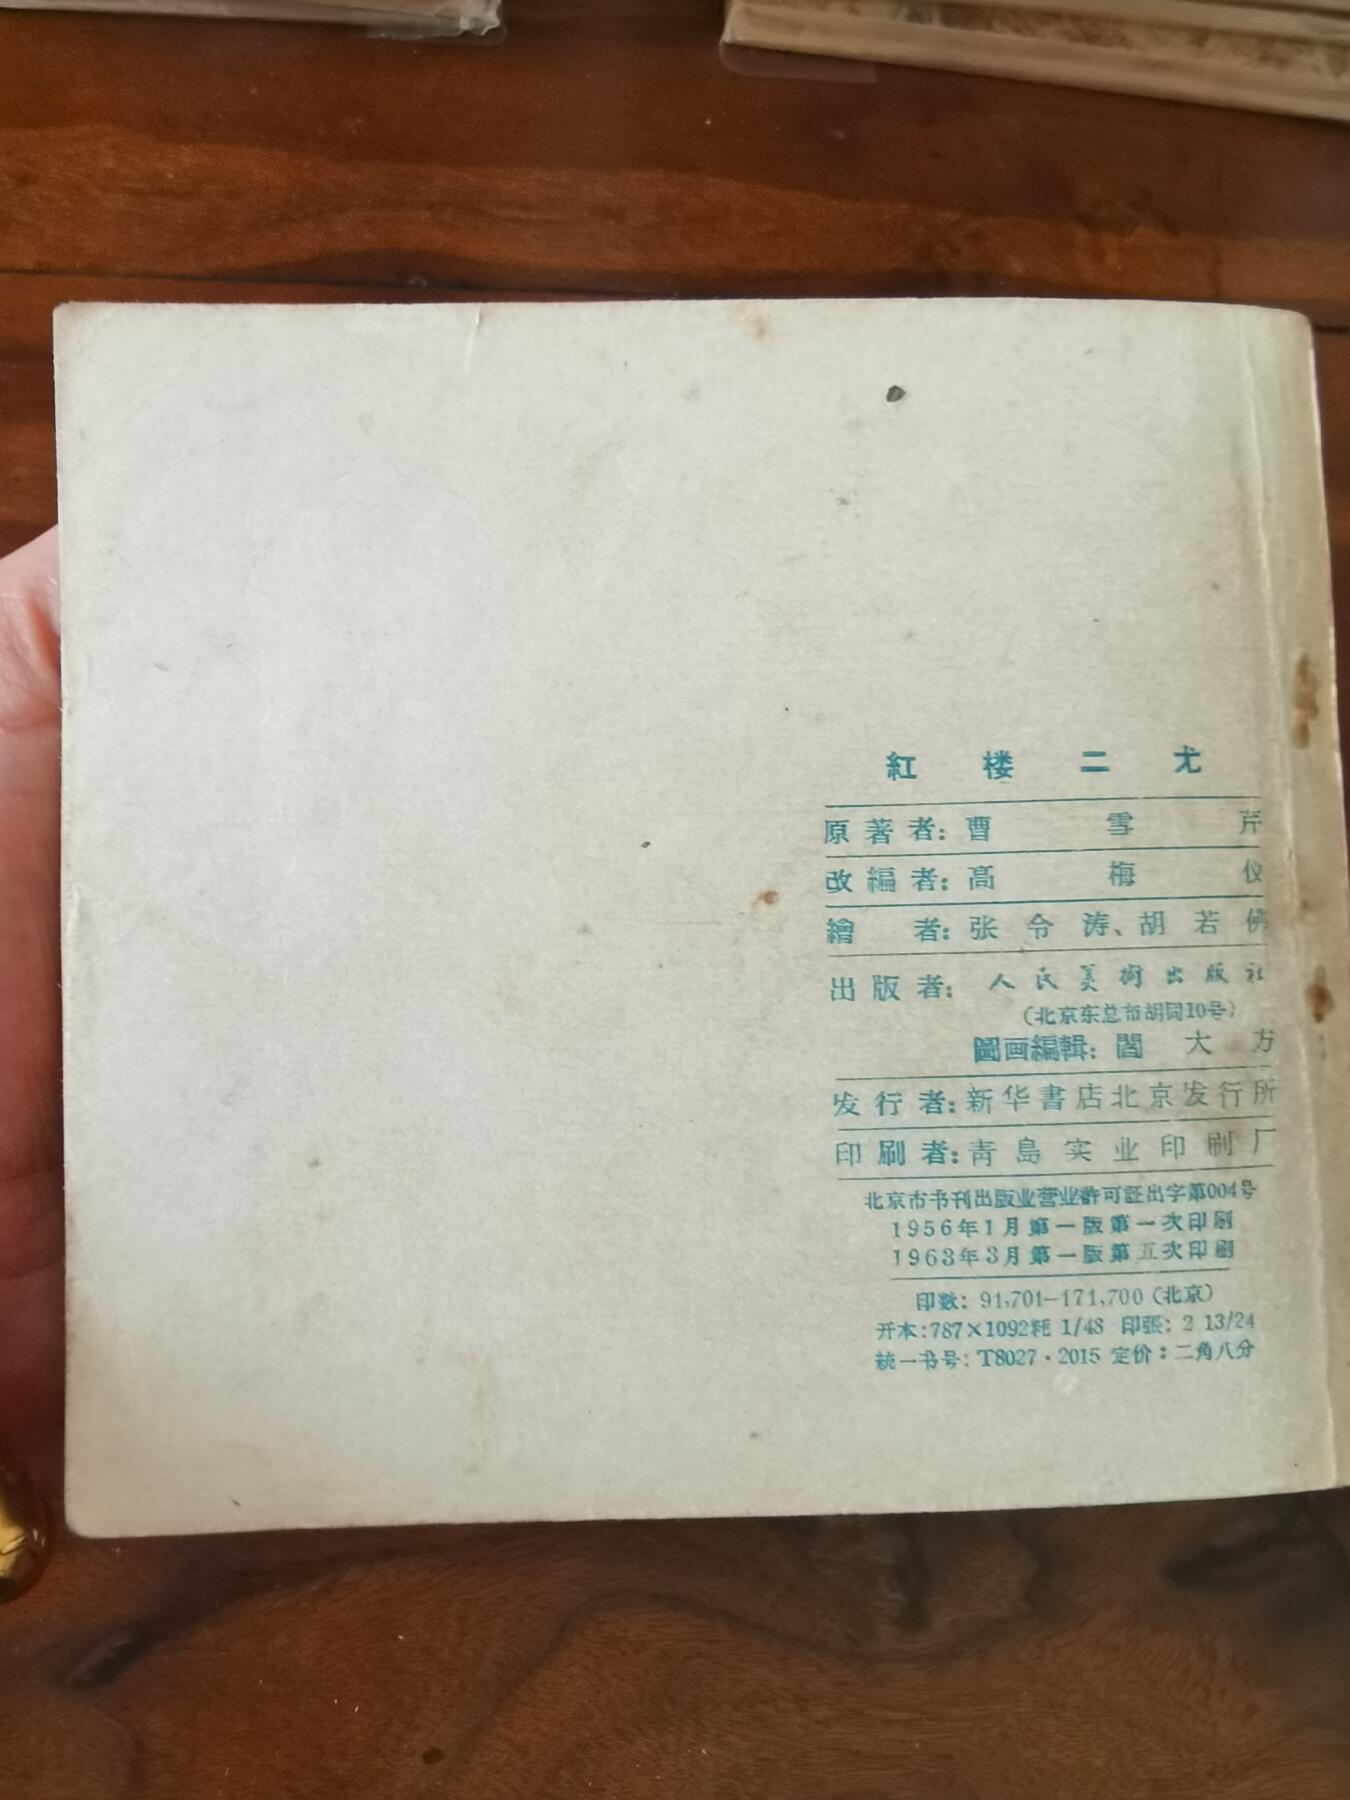 紅楼二尤
原著者：曹雪芹
改編者：高梅仪
繪者：张令涛、胡若佛
出版者：人民美術出版社
（北京东总布胡同10号）
圖画編輯：閻大方
发行者：新华書店北京发行所
印刷者：青島实业印刷厂
北京市书刊出版业营业許可証出字第004号
1956年1月第一版第一次印刷
1963年3月第一版第五次印刷
印数：91,701—171,700（北京）
开本：787×1092粍 1/48 印張：2 13/24
統一书号：T8027·2015 定价：二角八分